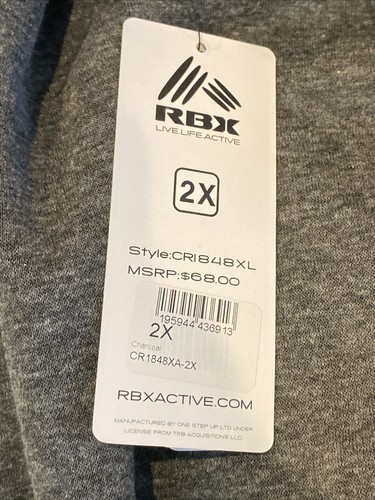 RBX
LIVE.LIFE.ACTIVE
2X
Style:CR1848XL
MSRP:$68.00
195944 436913
2X
Charcoal
CR1848XA-2X
RBXACTIVE.COM
MANUFACTURED BY ONE STEP UP LTD UNDER
LICENSE FROM TRB ACQUISITIONS LLC.